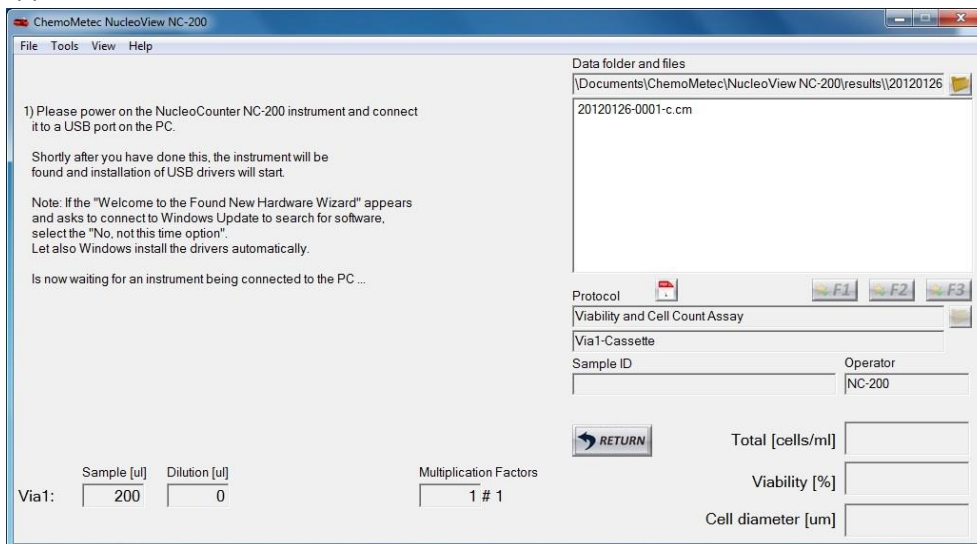 ChemoMetec NucleoView NC-200
File Tools View Help
1) Please power on the NucleoCounter NC-200 instrument and connect
it to a USB port on the PC.
Shortly after you have done this, the instrument will be
found and installation of USB drivers will start.
Note: If the "Welcome to the Found New Hardware Wizard" appears
and asks to connect to Windows Update to search for software,
select the "No, not this time option".
Let also Windows install the drivers automatically.
Is now waiting for an instrument being connected to the PC ...
Data folder and files
\Documents\ChemoMetec\NucleoView NC-200\results\\20120126
20120126-0001-c.cm
Protocol
F1 F2 F3
Viability and Cell Count Assay
Via1-Cassette
Sample ID Operator
NC-200
RETURN
Total [cells/ml]
Viability [%]
Cell diameter [um]
Sample [ul] Dilution [ul] Multiplication Factors
Via1: 200 0 1 # 1